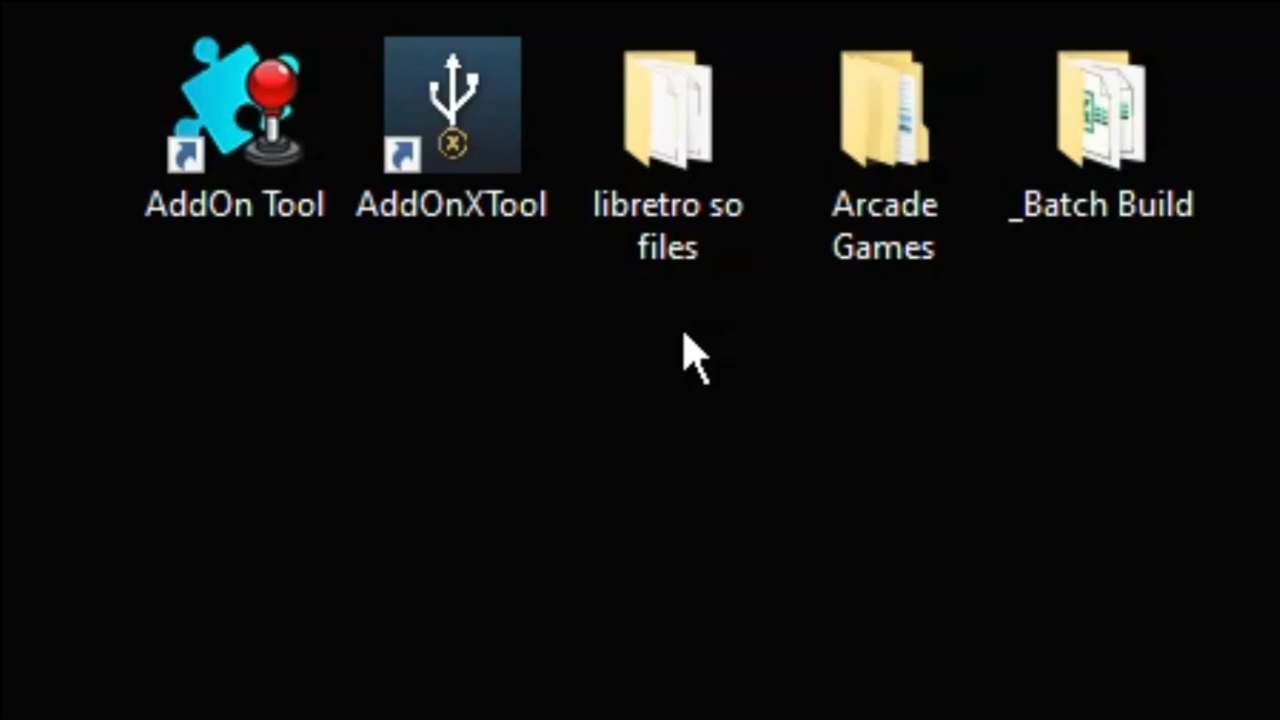 AddOn Tool
AddOnXTool
libretro so
files
Arcade
Games
_Batch Build